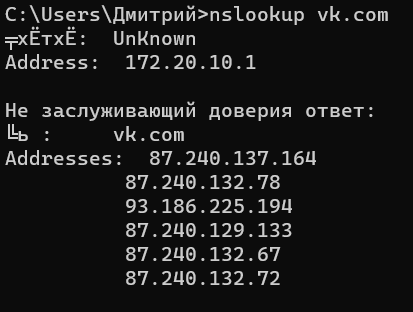 C:\Users\Дмитрий>nslookup vk.com
╤хЁтхЁ:  UnKnown
Address:  172.20.10.1
Не заслуживающий доверия ответ:
╚ь :     vk.com
Addresses:  87.240.137.164
87.240.132.78
93.186.225.194
87.240.129.133
87.240.132.67
87.240.132.72